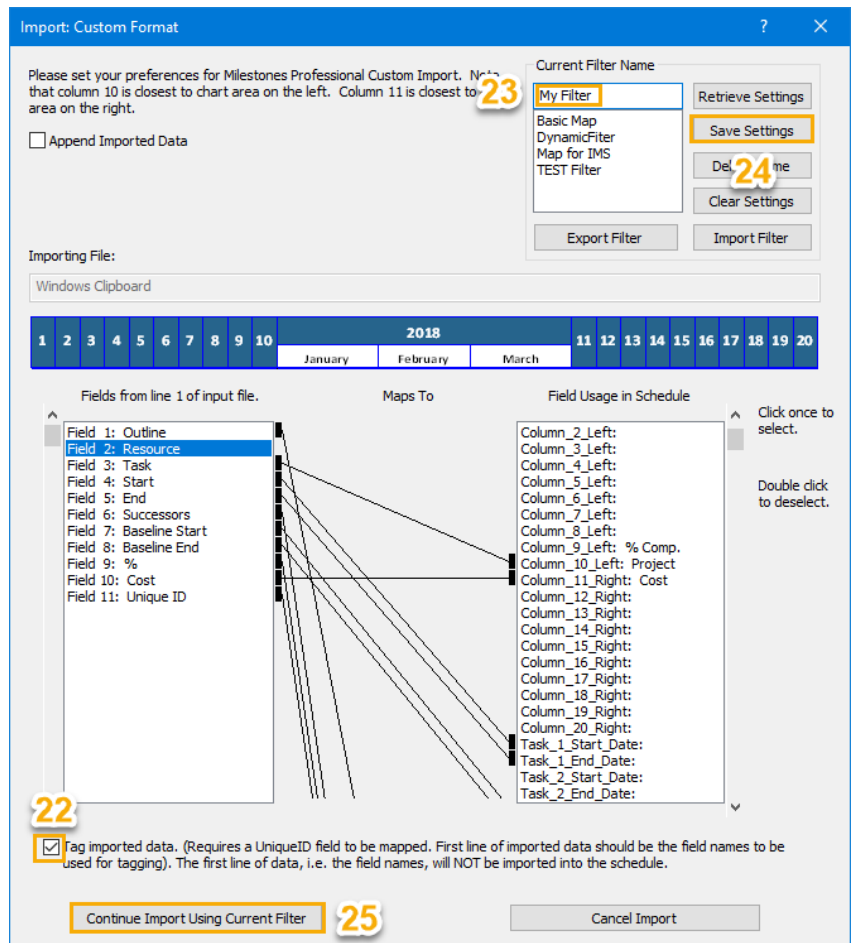 Import: Custom Format
?
Please set your preferences for Milestones Professional Custom Import. Note
that column 10 is closest to chart area on the left. Column 11 is closest to
area on the right.
Append Imported Data
Current Filter Name
23
My Filter
Basic Map
DynamicFiter
Map for IMS
TEST Filter
Retrieve Settings
Save Settings
24
Clear Settings
Export Filter
Import Filter
Importing File:
Windows Clipboard
1 2 3 4 5 6 7 8 9 10 2018 11 12 13 14 15 16 17 18 19 20
January February March
Fields from line 1 of input file.
Maps To
Field Usage in Schedule
Field 1: Outline
Field 2: Resource
Field 3: Task
Field 4: Start
Field 5: End
Field 6: Successors
Field 7: Baseline Start
Field 8: Baseline End
Field 9: %
Field 10: Cost
Field 11: Unique ID
Column_2_Left:
Column_3_Left:
Column_4_Left:
Column_5_Left:
Column_6_Left:
Column_7_Left:
Column_8_Left:
Column_9_Left: % Comp.
Column_10_Left: Project
Column_11_Right: Cost
Column_12_Right:
Column_13_Right:
Column_14_Right:
Column_15_Right:
Column_16_Right:
Column_17_Right:
Column_18_Right:
Column_19_Right:
Column_20_Right:
Task_1_Start_Date:
Task_1_End_Date:
Task_2_Start_Date:
Task_2_End_Date:
Click once to
select.
Double click
to deselect.
22
Tag imported data. (Requires a UniqueID field to be mapped. First line of imported data should be the field names to be
used for tagging). The first line of data, i.e. the field names, will NOT be imported into the schedule.
Continue Import Using Current Filter
25
Cancel Import